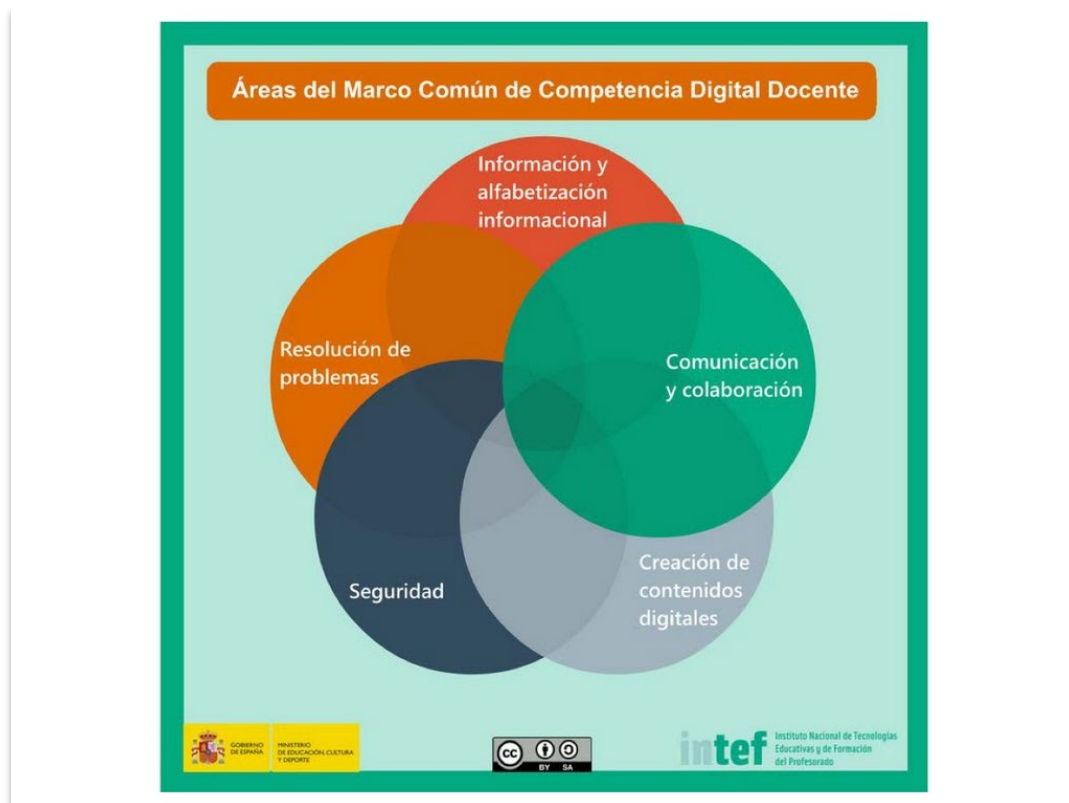 Áreas del Marco Común de Competencia Digital Docente
Información y
alfabetización
informacional
Resolución de
problemas
Comunicación
y colaboración
Seguridad
Creación de
contenidos
digitales
GOBIERNO
DE ESPAÑA
MINISTERIO
DE EDUCACIÓN, CULTURA
Y DEPORTE
cc
BY SA
intef
Instituto Nacional de Tecnologías
Educativas y de Formación
del Profesorado